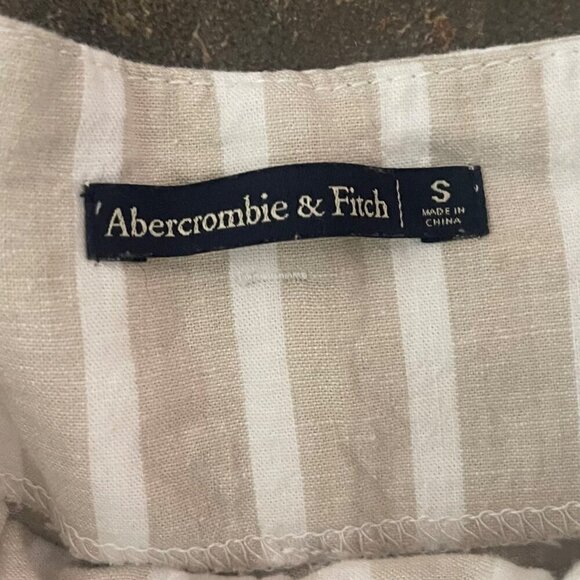 Abercrombie & Fitch | S
MADE IN
CHINA